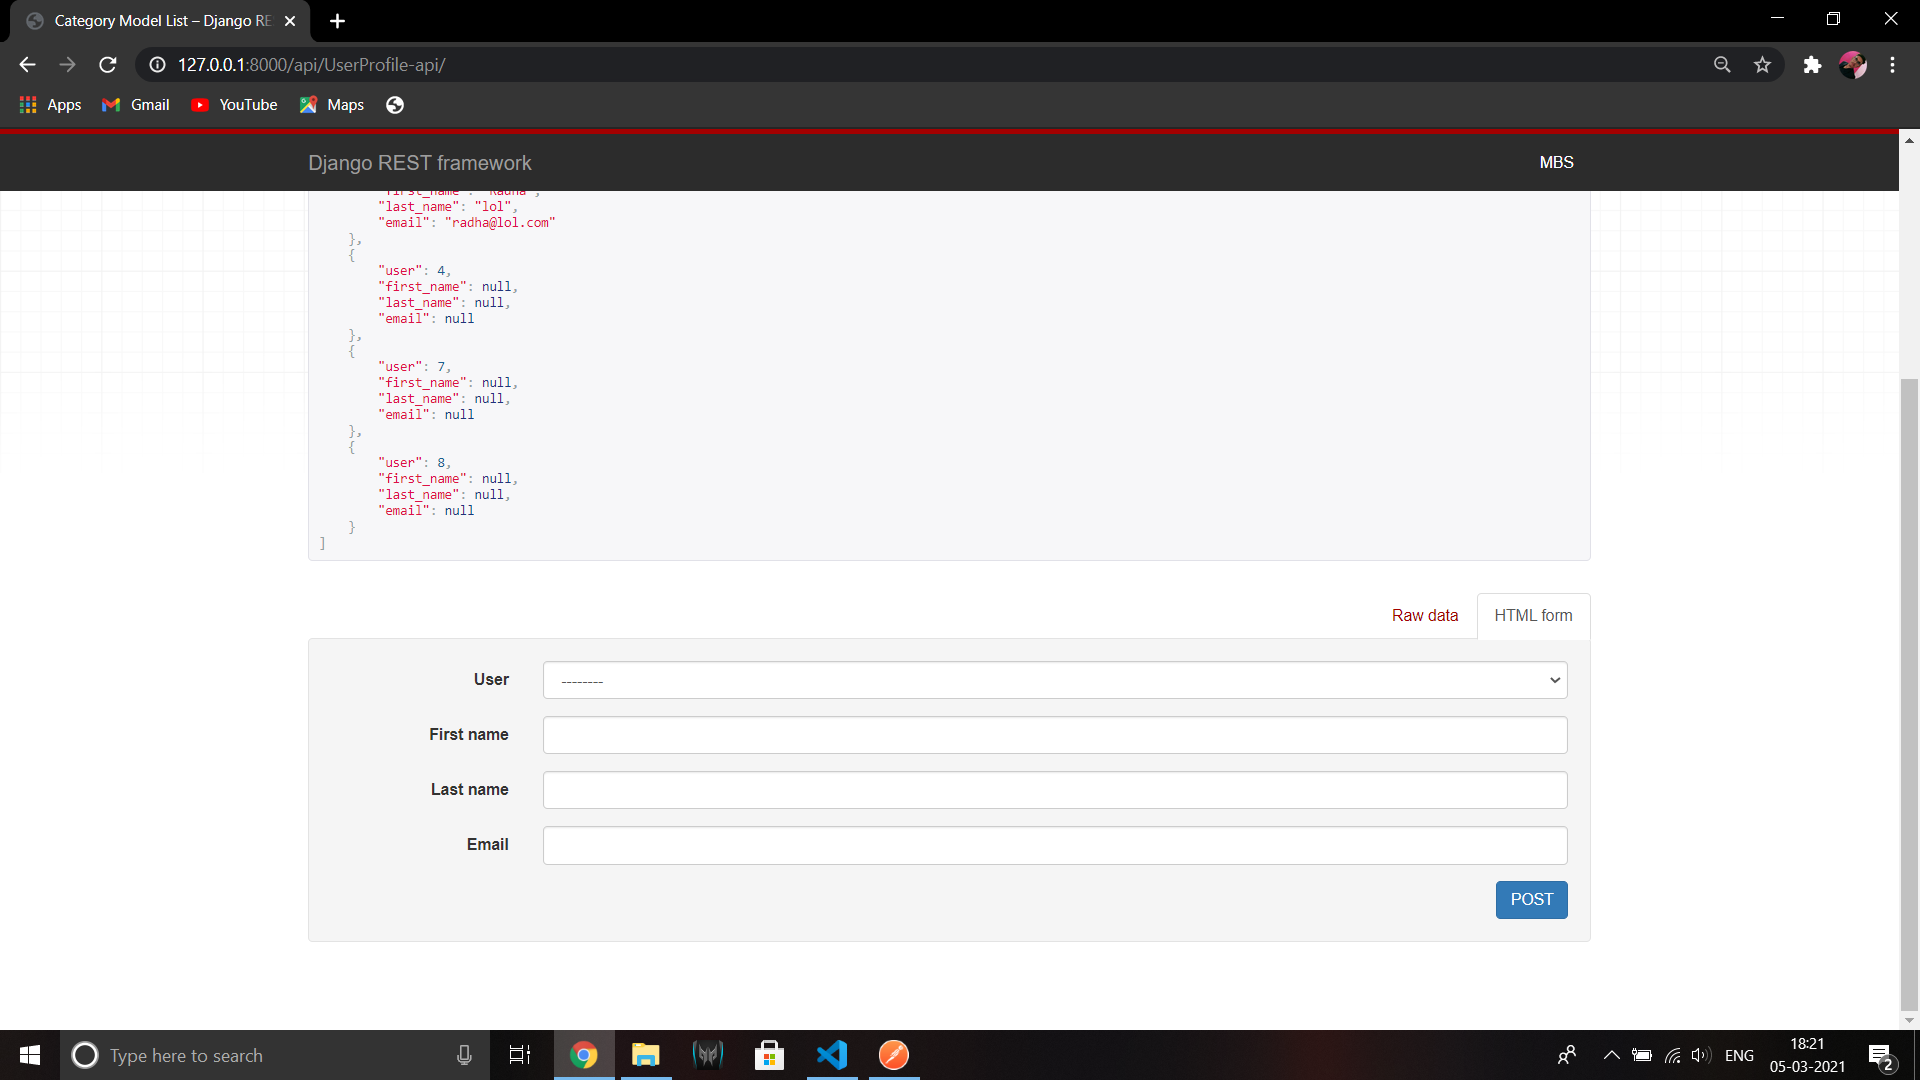 Category Model List – Django RE
127.0.0.1:8000/api/UserProfile-api/
Apps Gmail YouTube Maps
Django REST framework MBS
"first_name": "Radha",
"last_name": "lol",
"email": "radha@lol.com"
},
{
"user": 4,
"first_name": null,
"last_name": null,
"email": null
},
{
"user": 7,
"first_name": null,
"last_name": null,
"email": null
},
{
"user": 8,
"first_name": null,
"last_name": null,
"email": null
}
]
Raw data HTML form
User --------
First name
Last name
Email
POST
Type here to search
ENG
18:21
05-03-2021
2